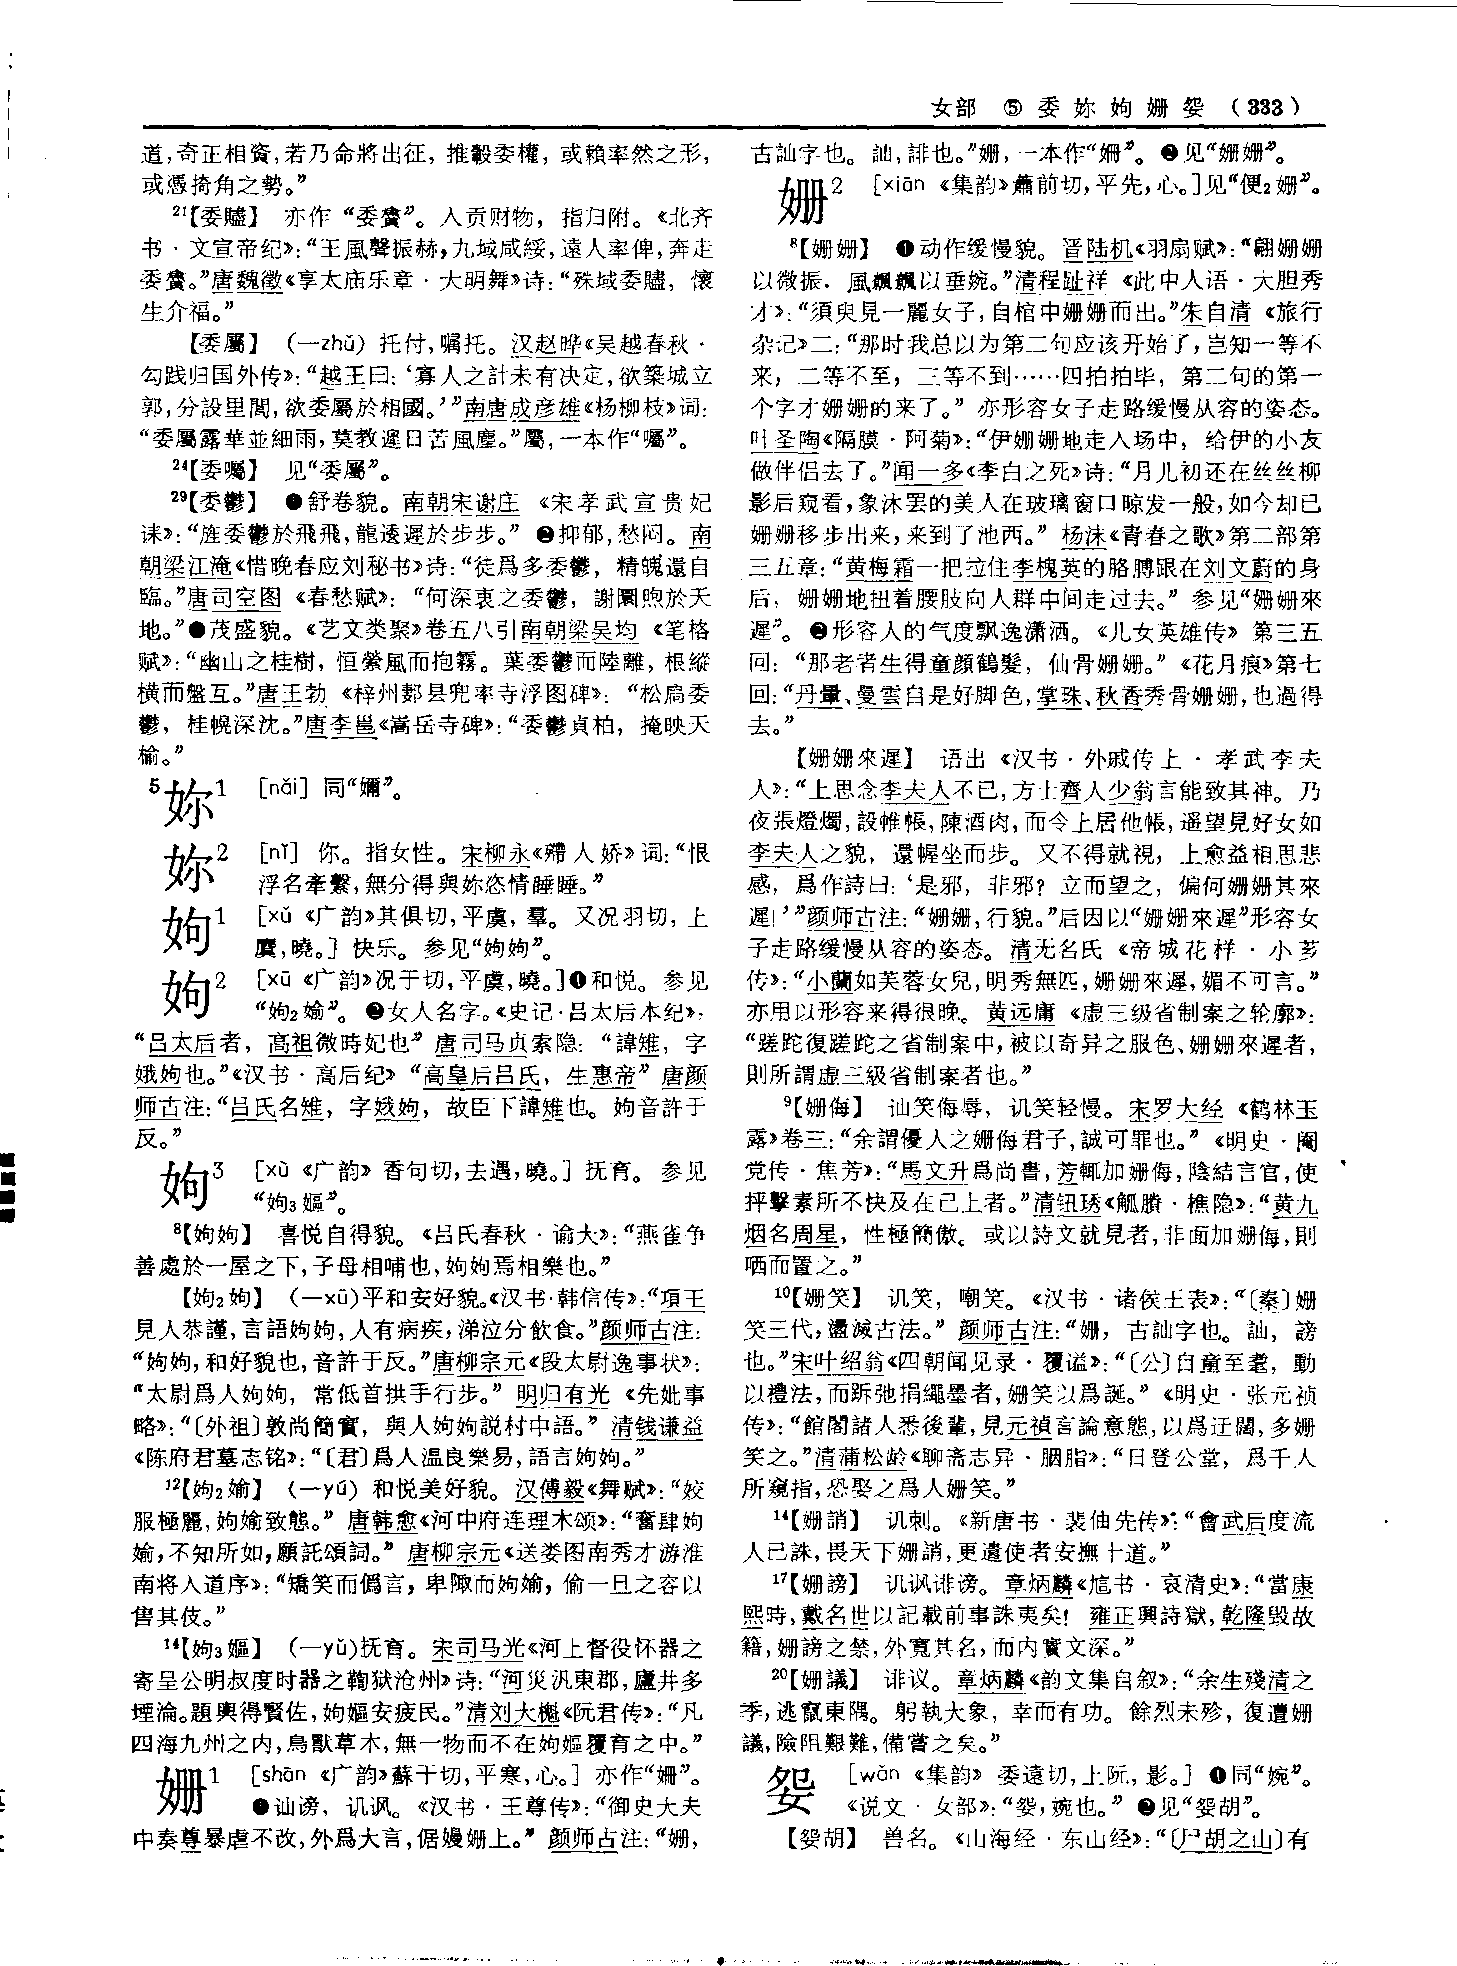 女部 ⑤ 委妳姁姍妴 (333)
道,奇正相資,若乃命將出征,推轂委權,或賴率然之形,
或憑掎角之勢。”
21【委贐】 亦作“委賮”。入贡财物,指归附。《北齐
书·文宣帝纪》:“王風聲振赫,九域咸綏,遠人率俾,奔走
委賮。”唐魏徵《享太庙乐章·大明舞》诗:“殊域委贐,懷
生介福。”
【委屬】 (—zhǔ) 托付,嘱托。汉赵晔《吴越春秋·
勾践归国外传》:“越王曰:‘寡人之計未有决定,欲築城立
郭,分設里閭,欲委屬於相國。’”南唐成彦雄《杨柳枝》词:
“委屬露華並細雨,莫教遲日苦風塵。”屬,一本作“囑”。
24【委囑】 见“委屬”。
29【委鬱】 ❶舒卷貌。南朝宋谢庄《宋孝武宣贵妃
诔》:“旌委鬱於飛飛,龍逶遲於步步。” ❷抑郁,愁闷。南
朝梁江淹《惜晚春应刘秘书》诗:“徒爲多委鬱,精魄還自
臨。”唐司空图《春愁赋》:“何深衷之委鬱,謝圜煦於天
地。”❸茂盛貌。《艺文类聚》卷五八引南朝梁吴均《笔格
赋》:“幽山之桂樹,恒縈風而抱霧。葉委鬱而陸離,根縱
橫而盤互。”唐王勃《梓州郪县兜率寺浮图碑》:“松扃委
鬱,桂幌深沈。”唐李邕《嵩岳寺碑》:“委鬱貞柏,掩映天
榆。”
5妳1 [nǎi] 同“嬭”。
妳2 [nǐ] 你。指女性。宋柳永《殢人娇》词:“恨
浮名牽繫,無分得與妳恣情睡睡。”
姁1 [xǔ《广韵》其俱切,平虞,羣。又况羽切,上
麌,曉。] 快乐。参见“姁姁”。
姁2 [xū《广韵》况于切,平虞,曉。]❶和悦。参见
“姁2媮”。 ❷女人名字。《史记·吕太后本纪》:
“吕太后者,高祖微時妃也”唐司马贞索隐:“諱雉,字
娥姁也。”《汉书·高后纪》“高皇后吕氏,生惠帝”唐颜
师古注:“吕氏名雉,字娥姁,故臣下諱雉也。姁音許于
反。”
姁3 [xù《广韵》香句切,去遇,曉。] 抚育。参见
“姁3嫗”。
8【姁姁】 喜悦自得貌。《吕氏春秋·谕大》:“燕雀争
善處於一屋之下,子母相哺也,姁姁焉相樂也。”
【姁2姁】 (—xū)平和安好貌。《汉书·韩信传》:“項王
見人恭謹,言語姁姁,人有病疾,涕泣分飲食。”颜师古注:
“姁姁,和好貌也,音許于反。”唐柳宗元《段太尉逸事状》:
“太尉爲人姁姁,常低首拱手行步。”明归有光《先妣事
略》:“〔外祖〕敦尚簡實,與人姁姁説村中語。”清钱谦益
《陈府君墓志铭》:“〔君〕爲人温良樂易,語言姁姁。”
12【姁2媮】 (—yú) 和悦美好貌。汉傅毅《舞赋》:“姣
服極麗,姁媮致態。”唐韩愈《河中府连理木颂》:“奮肆姁
媮,不知所如,願託頌詞。”唐柳宗元《送娄图南秀才游淮
南将入道序》:“矯笑而僞言,卑陬而姁媮,偷一旦之容以
售其伎。”
14【姁3嫗】 (—yǔ)抚育。宋司马光《河上督役怀器之
寄呈公明叔度时器之鞫狱沧州》诗:“河災汎東郡,廬井多
堙淪。題輿得賢佐,姁嫗安疲民。”清刘大櫆《阮君传》:“凡
四海九州之内,鳥獸草木,無一物而不在姁嫗覆育之中。”
姍1 [shān《广韵》蘇干切,平寒,心。] 亦作“姗”。
❶讪谤,讥讽。《汉书·王尊传》:“御史大夫
中奏尊暴虐不改,外爲大言,倨嫚姍上。”颜师古注:“姍,
古訕字也。訕,誹也。”姍,一本作“姗”。❷见“姍姍”。
姍2 [xiān《集韵》蕭前切,平先,心。]见“便2姍”。
8【姍姍】 ❶动作缓慢貌。晋陆机《羽扇赋》:“翩姍姍
以微振,風飊飊以垂婉。”清程趾祥《此中人语·大胆秀
才》:“須臾見一麗女子,自棺中姍姍而出。”朱自清《旅行
杂记》二:“那时我总以为第二句应该开始了,岂知一等不
来,二等不至,三等不到……四拍拍毕,第二句的第一
个字才姗姗的来了。” 亦形容女子走路缓慢从容的姿态。
叶圣陶《隔膜·阿菊》:“伊姗姗地走入场中,给伊的小友
做伴侣去了。”闻一多《李白之死》诗:“月儿初还在丝丝柳
影后窥看,象沐罢的美人在玻璃窗口晾发一般,如今却已
姗姗移步出来,来到了池西。” 杨沫《青春之歌》第二部第
三五章:“黄梅霜一把拉住李槐英的胳膊跟在刘文蔚的身
后,姗姗地扭着腰肢向人群中间走过去。” 参见“姍姍來
遲”。❷形容人的气度飘逸潇洒。《儿女英雄传》第三五
回:“那老者生得童顔鶴髮,仙骨姍姍。”《花月痕》第七
回:“丹翬、曼雲自是好脚色,掌珠、秋香秀骨姍姍,也過得
去。”
【姍姍來遲】 语出《汉书·外戚传上·孝武李夫
人》:“上思念李夫人不已,方士齊人少翁言能致其神。乃
夜張燈燭,設帷帳,陳酒肉,而令上居他帳,遥望見好女如
李夫人之貌,還幄坐而步。又不得就視,上愈益相思悲
感,爲作詩曰:‘是邪,非邪?立而望之,偏何姍姍其來
遲!’”颜师古注:“姍姍,行貌。”后因以“姍姍來遲”形容女
子走路缓慢从容的姿态。清无名氏《帝城花样·小芗
传》:“小蘭如芙蓉女兒,明秀無匹,姍姍來遲,媚不可言。”
亦用以形容来得很晚。黄远庸《虚三级省制案之轮廓》:
“蹉跎復蹉跎之省制案中,被以奇异之服色、姍姍來遲者,
則所謂虚三級省制案者也。”
9【姍侮】 讪笑侮辱,讥笑轻慢。宋罗大经《鹤林玉
露》卷三:“余謂優人之姍侮君子,誠可罪也。”《明史·阉
党传·焦芳》:“馬文升爲尚書,芳輒加姍侮,陰結言官,使
抨擊素所不快及在己上者。”清钮琇《觚賸·樵隐》:“黄九
烟名周星,性極簡傲。或以詩文就見者,非面加姍侮,則
哂而置之。”
10【姍笑】 讥笑,嘲笑。《汉书·诸侯王表》:“〔秦〕姍
笑三代,盪滅古法。” 颜师古注:“姍,古訕字也。訕,謗
也。”宋叶绍翁《四朝闻见录·覆谥》:“〔公〕自童至耄,動
以禮法,而跅弛捐繩墨者,姍笑以爲誕。”《明史·张元祯
传》:“館閣諸人悉後輩,見元禎言論意態,以爲迂闊,多姍
笑之。”清蒲松龄《聊斋志异·胭脂》:“日登公堂,爲千人
所窺指,恐娶之爲人姍笑。”
14【姍誚】 讥刺。《新唐书·裴伷先传》:“會武后度流
人已誅,畏天下姍誚,更遣使者安撫十道。”
17【姍謗】 讥讽诽谤。章炳麟《訄书·哀清史》:“當康
熙時,戴名世以記載前事誅夷矣!雍正興詩獄,乾隆毁故
籍,姍謗之禁,外寬其名,而内實文深。”
20【姍議】 诽议。章炳麟《韵文集自叙》:“余生殘清之
季,逃竄東隅。躬執大象,幸而有功。餘烈未殄,復遭姍
議,險阻艱難,備嘗之矣。”
妴 [wǎn《集韵》委遠切,上阮,影。] ❶同“婉”。
《说文·女部》:“妴,婉也。” ❷见“妴胡”。
【妴胡】 兽名。《山海经·东山经》:“〔尸胡之山〕有